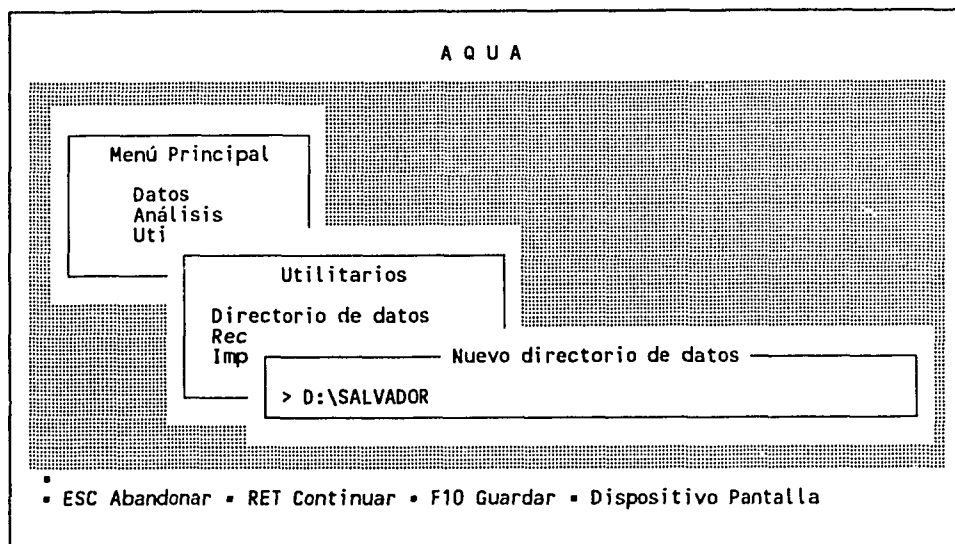 A Q U A
Menú Principal
Datos
Análisis
Uti
Utilitarios
Directorio de datos
Rec
Imp
Nuevo directorio de datos
> D:\SALVADOR
▪ ESC Abandonar ▪ RET Continuar ▪ F10 Guardar ▪ Dispositivo Pantalla